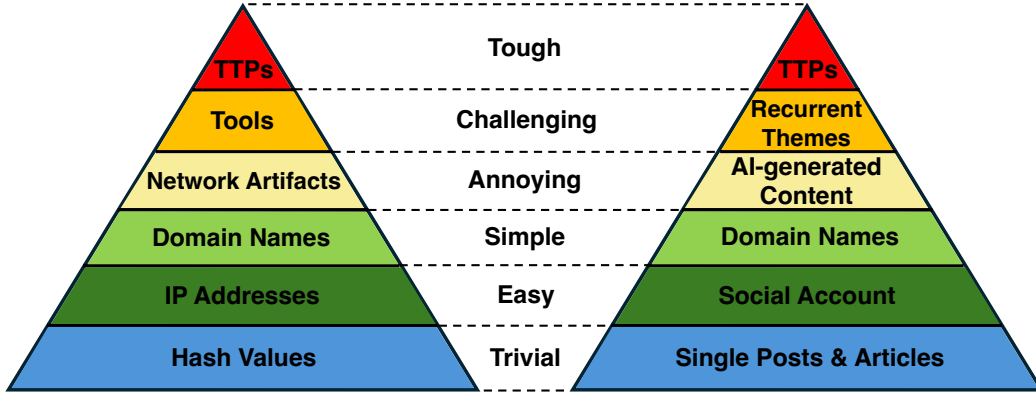 TTPs
Tough
TTPs
Tools
Challenging
Recurrent
Themes
Network Artifacts
Annoying
AI-generated
Content
Domain Names
Simple
Domain Names
IP Addresses
Easy
Social Account
Hash Values
Trivial
Single Posts & Articles